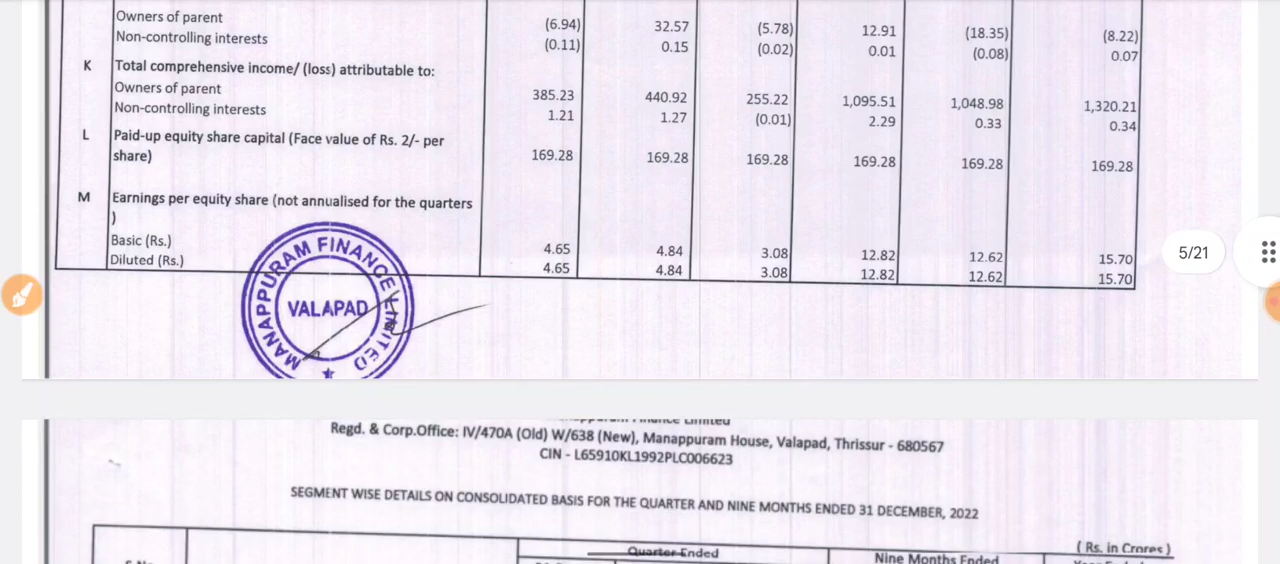 Owners of parent (6.94) 32.57 (5.78) 12.91 (18.35) (8.22)
Non-controlling interests (0.11) 0.15 (0.02) 0.01 (0.08) 0.07
K Total comprehensive income/ (loss) attributable to:
Owners of parent 385.23 440.92 255.22 1,095.51 1,048.98 1,320.21
Non-controlling interests 1.21 1.27 (0.01) 2.29 0.33 0.34
L Paid-up equity share capital (Face value of Rs. 2/- per
share) 169.28 169.28 169.28 169.28 169.28 169.28
M Earnings per equity share (not annualised for the quarters
)
Basic (Rs.) 4.65 4.84 3.08 12.82 12.62 15.70
Diluted (Rs.) 4.65 4.84 3.08 12.82 12.62 15.70
MANAPPURAM FINANCE LIMITED
VALAPAD
5/21
Limited
Regd. & Corp.Office: IV/470A (Old) W/638 (New), Manappuram House, Valapad, Thrissur - 680567
CIN - L65910KL1992PLC006623
SEGMENT WISE DETAILS ON CONSOLIDATED BASIS FOR THE QUARTER AND NINE MONTHS ENDED 31 DECEMBER, 2022
( Rs. in Crores )
Quarter Ended Nine Months Ended